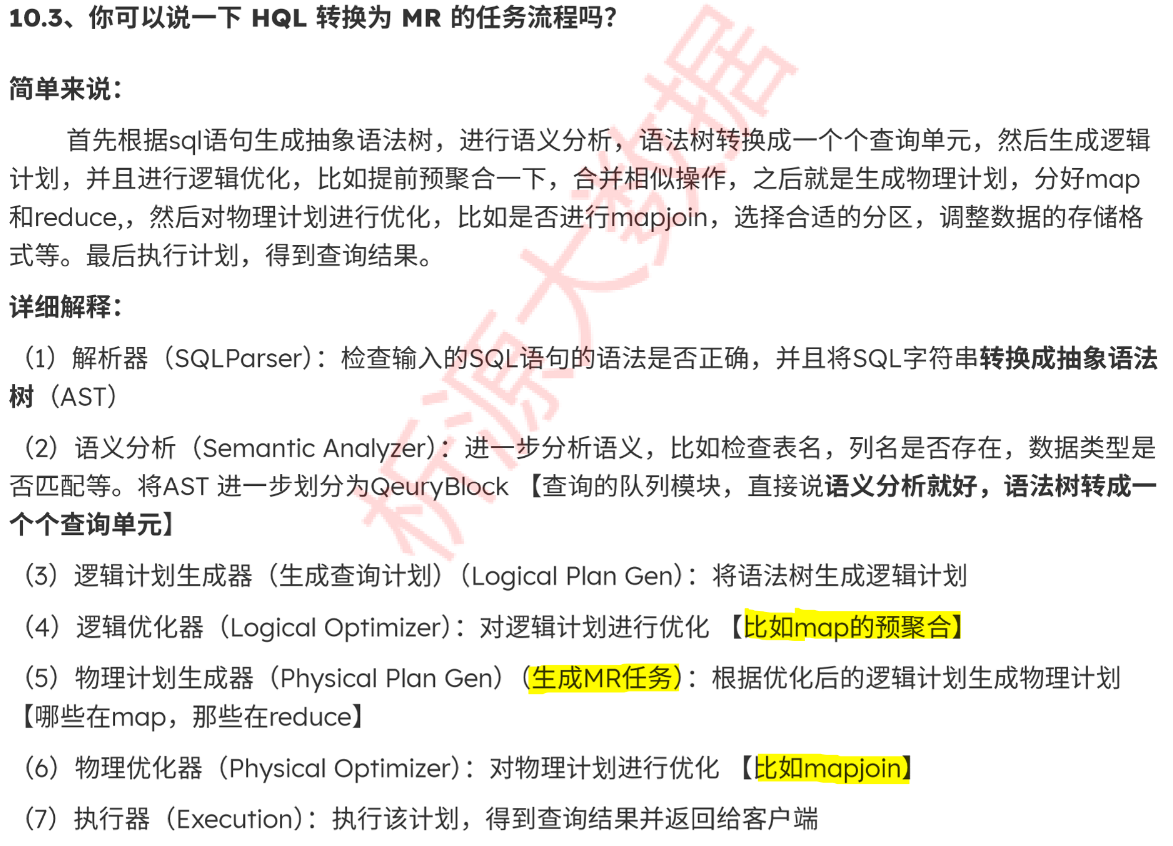 10.3、你可以说一下 HQL 转换为 MR 的任务流程吗?
简单来说：
首先根据sql语句生成抽象语法树，进行语义分析，语法树转换成一个个查询单元，然后生成逻辑
计划，并且进行逻辑优化，比如提前预聚合一下，合并相似操作，之后就是生成物理计划，分好map
和reduce,，然后对物理计划进行优化，比如是否进行mapjoin，选择合适的分区，调整数据的存储格
式等。最后执行计划，得到查询结果。
详细解释：
（1）解析器（SQLParser）：检查输入的SQL语句的语法是否正确，并且将SQL字符串转换成抽象语法
树（AST）
（2）语义分析（Semantic Analyzer）：进一步分析语义，比如检查表名，列名是否存在，数据类型是
否匹配等。将AST 进一步划分为QeuryBlock 【查询的队列模块，直接说语义分析就好，语法树转成一
个个查询单元】
（3）逻辑计划生成器（生成查询计划）（Logical Plan Gen）：将语法树生成逻辑计划
（4）逻辑优化器（Logical Optimizer）：对逻辑计划进行优化 【比如map的预聚合】
（5）物理计划生成器（Physical Plan Gen）（生成MR任务）：根据优化后的逻辑计划生成物理计划
【哪些在map，那些在reduce】
（6）物理优化器（Physical Optimizer）：对物理计划进行优化 【比如mapjoin】
（7）执行器（Execution）：执行该计划，得到查询结果并返回给客户端
析源大数据